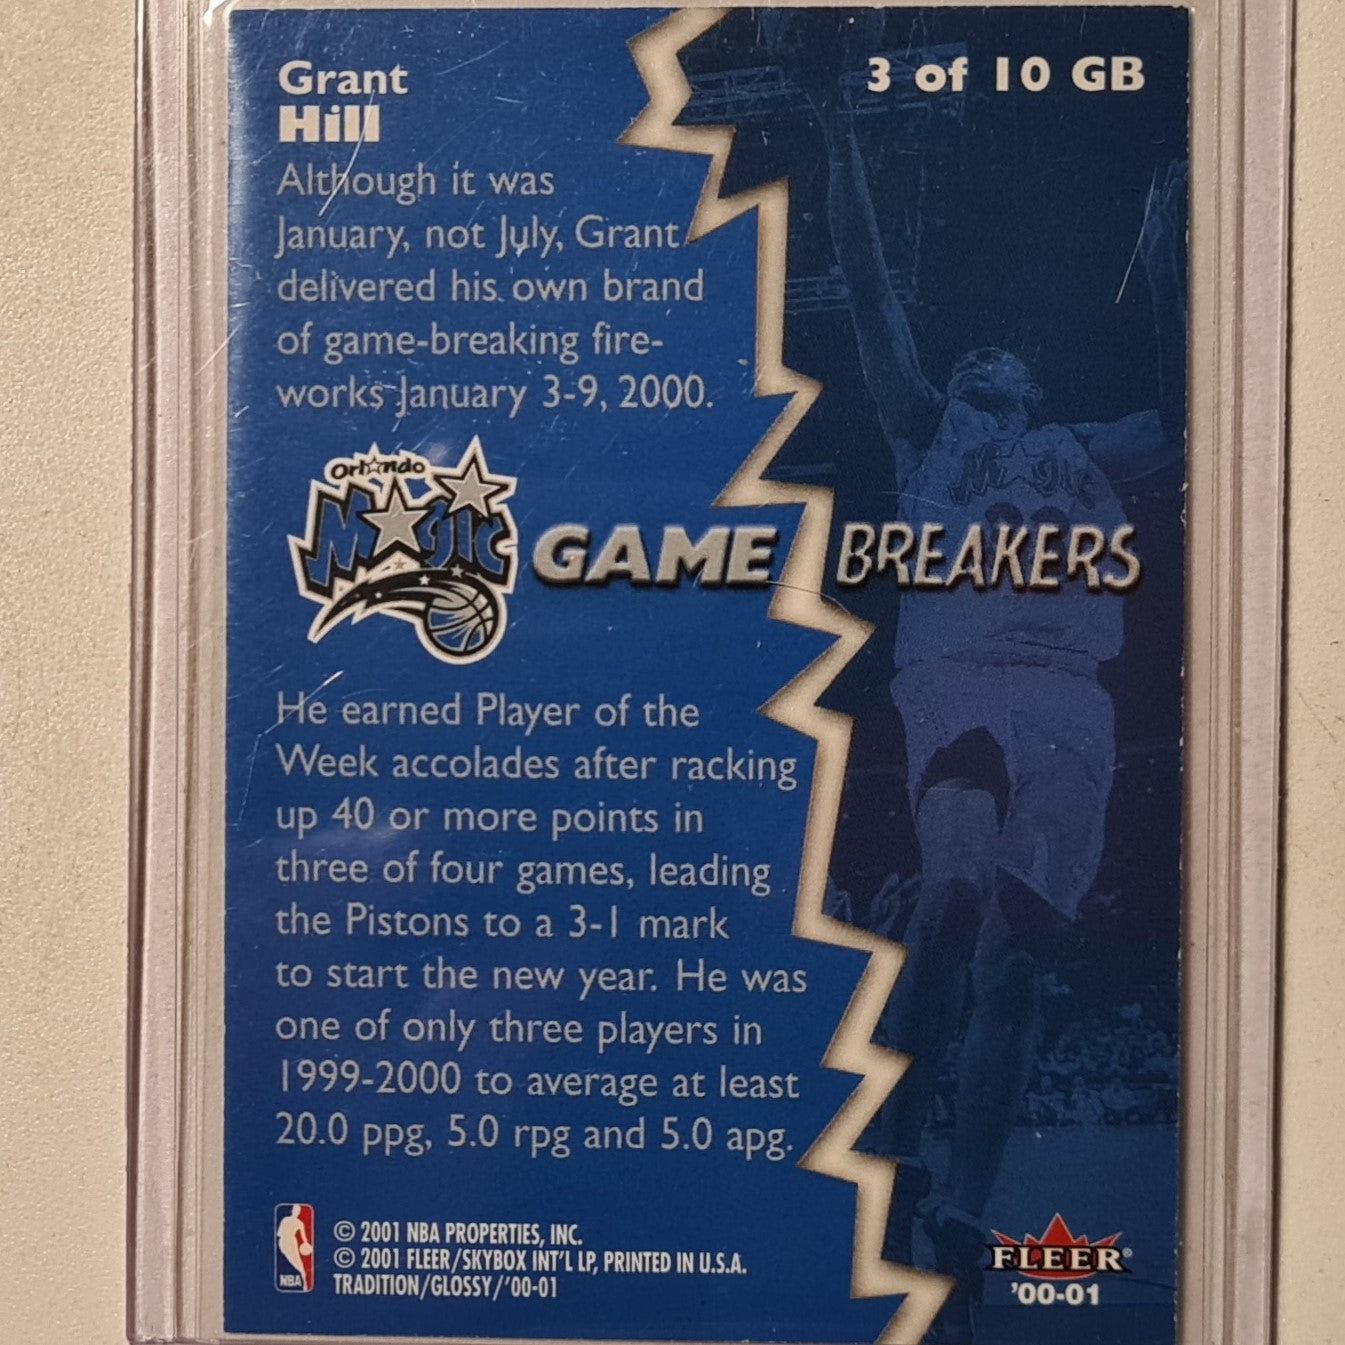 Grant
Hill
3 of 10 GB
Although it was
January, not July, Grant
delivered his own brand
of game-breaking fire-
works January 3-9, 2000.
Orlando
Magic
GAME BREAKERS
Magic
He earned Player of the
Week accolades after racking
up 40 or more points in
three of four games, leading
the Pistons to a 3-1 mark
to start the new year. He was
one of only three players in
1999-2000 to average at least
20.0 ppg, 5.0 rpg and 5.0 apg.
NBA
© 2001 NBA PROPERTIES, INC.
© 2001 FLEER/SKYBOX INT'L LP, PRINTED IN U.S.A.
TRADITION/GLOSSY/'00-01
FLEER®
'00-01